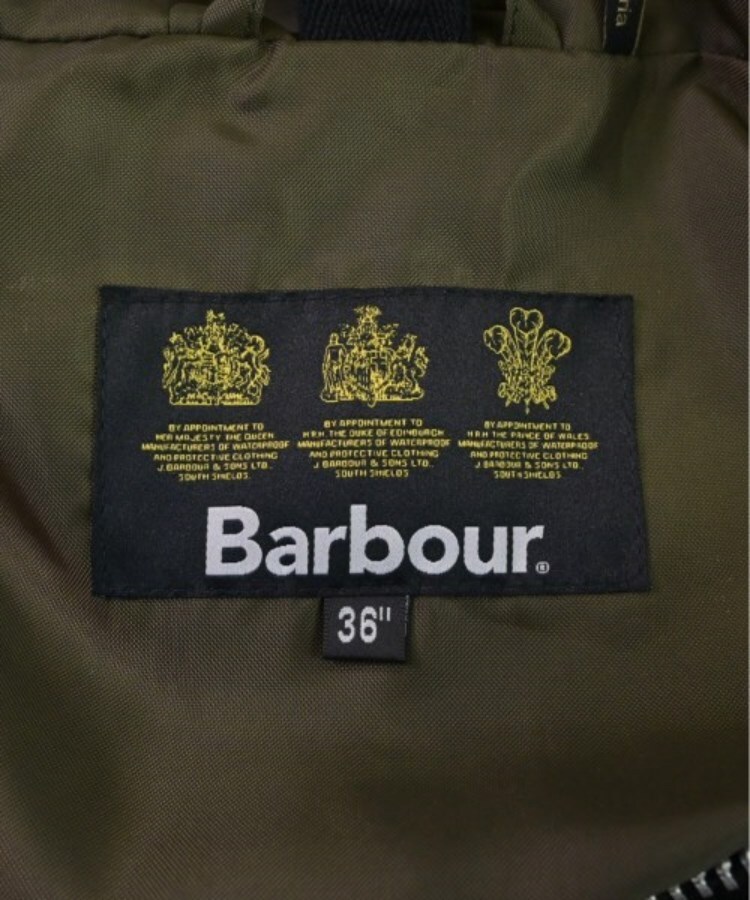 ria
BY APPOINTMENT TO
HER MAJESTY THE QUEEN
MANUFACTURERS OF WATERPROOF
AND PROTECTIVE CLOTHING
J. BARBOUR & SONS LTD.
SOUTH SHIELDS.
BY APPOINTMENT TO
H.R.H. THE DUKE OF EDINBURGH
MANUFACTURERS OF WATERPROOF
AND PROTECTIVE CLOTHING
J. BARBOUR & SONS LTD.
SOUTH SHIELDS.
BY APPOINTMENT TO
H.R.H. THE PRINCE OF WALES
MANUFACTURERS OF WATERPROOF
AND PROTECTIVE CLOTHING
J. BARBOUR & SONS LTD.
SOUTH SHIELDS.
Barbour®
36"